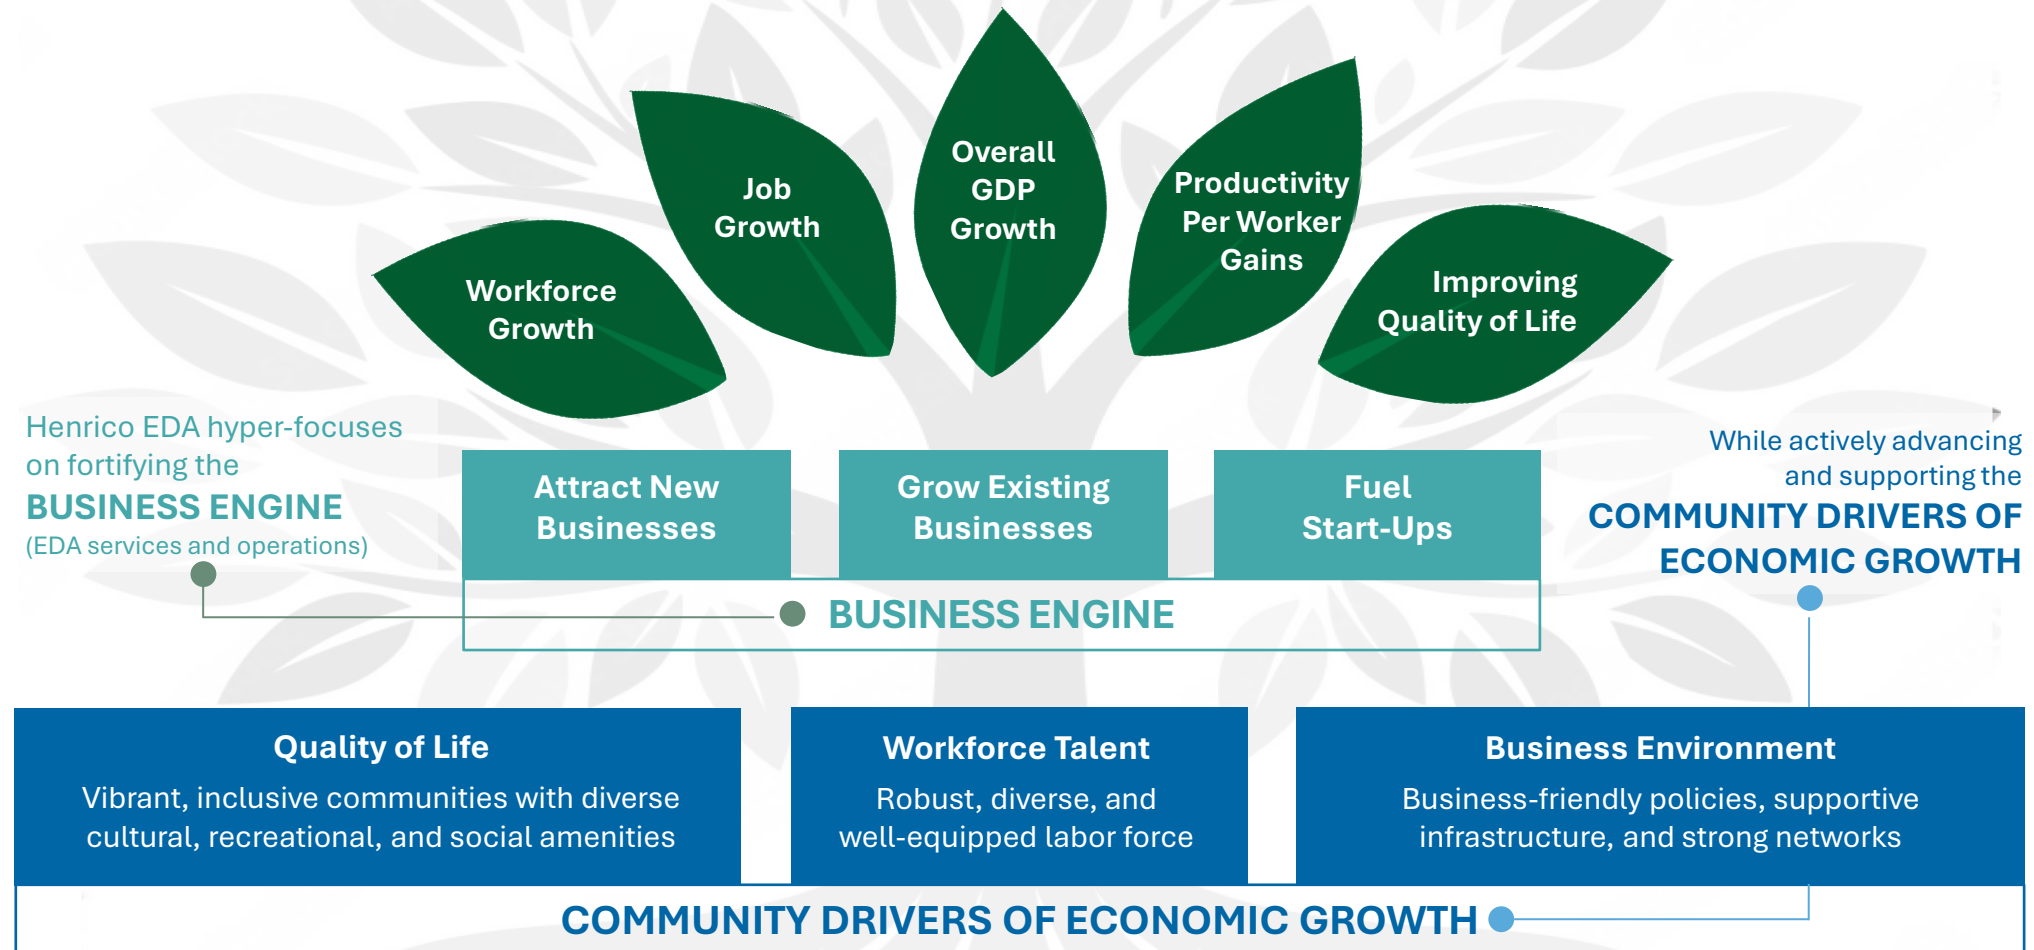 Overall
GDP
Growth
Job
Growth
Productivity
Per Worker
Gains
Workforce
Growth
Improving
Quality of Life
Henrico EDA hyper-focuses
on fortifying the
BUSINESS ENGINE
(EDA services and operations)
Attract New
Businesses
Grow Existing
Businesses
Fuel
Start-Ups
BUSINESS ENGINE
While actively advancing
and supporting the
COMMUNITY DRIVERS OF
ECONOMIC GROWTH
Quality of Life
Vibrant, inclusive communities with diverse
cultural, recreational, and social amenities
Workforce Talent
Robust, diverse, and
well-equipped labor force
Business Environment
Business-friendly policies, supportive
infrastructure, and strong networks
COMMUNITY DRIVERS OF ECONOMIC GROWTH